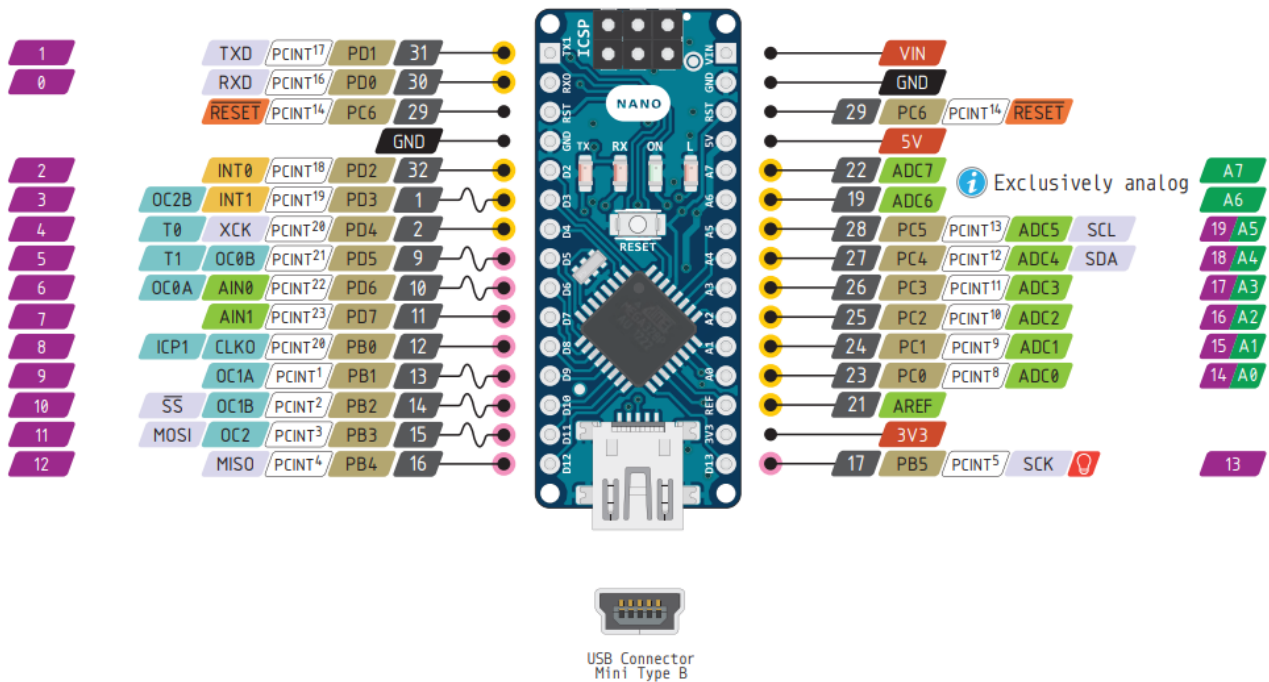 ICSP
1 TXD PCINT17 PD1 31 TX1 VIN VIN
0 RXD PCINT16 PD0 30 RX0 GND GND
RESET PCINT14 PC6 29 RST NANO RST 29 PC6 PCINT14 RESET
GND GND 5V 5V
TX RX ON L
2 INT0 PCINT18 PD2 32 D2 A7 22 ADC7 A7
i Exclusively analog
3 OC2B INT1 PCINT19 PD3 1 D3 A6 19 ADC6 A6
4 T0 XCK PCINT20 PD4 2 D4 A5 28 PC5 PCINT13 ADC5 SCL 19 A5
RESET
5 T1 OC0B PCINT21 PD5 9 D5 A4 27 PC4 PCINT12 ADC4 SDA 18 A4
6 OC0A AIN0 PCINT22 PD6 10 D6 A3 26 PC3 PCINT11 ADC3 17 A3
7 AIN1 PCINT23 PD7 11 D7 A2 25 PC2 PCINT10 ADC2 16 A2
8 ICP1 CLKO PCINT20 PB0 12 D8 A1 24 PC1 PCINT9 ADC1 15 A1
9 OC1A PCINT1 PB1 13 D9 A0 23 PC0 PCINT8 ADC0 14 A0
10 SS OC1B PCINT2 PB2 14 D10 REF 21 AREF
11 MOSI OC2 PCINT3 PB3 15 D11 3V3 3V3
12 MISO PCINT4 PB4 16 D12 D13 17 PB5 PCINT5 SCK 13
USB Connector
Mini Type B